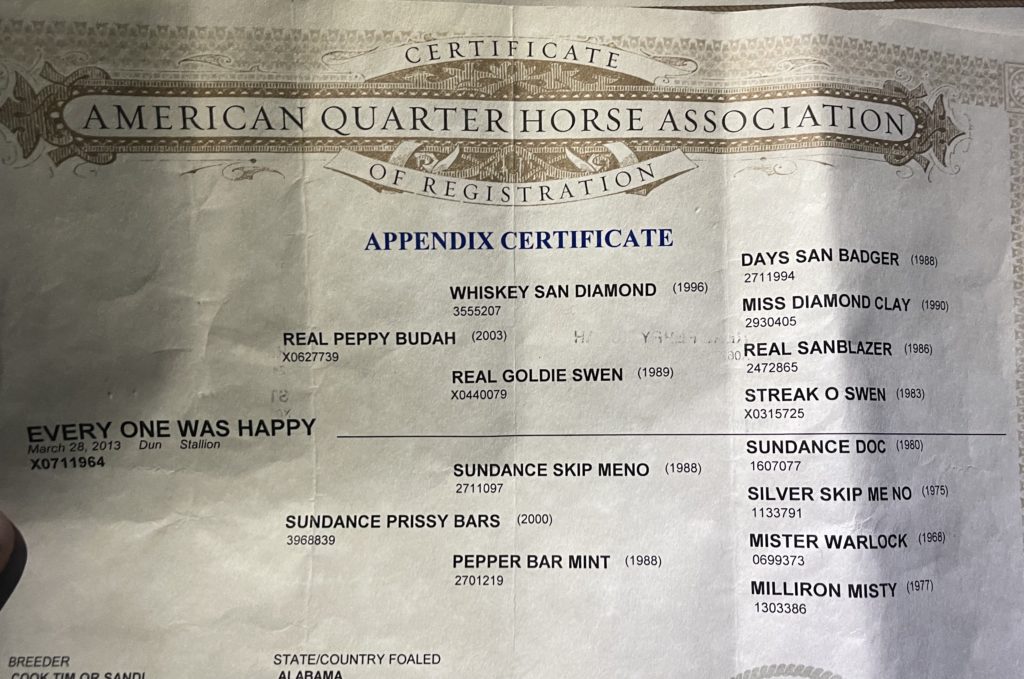 CERTIFICATE
AMERICAN QUARTER HORSE ASSOCIATION
OF REGISTRATION
APPENDIX CERTIFICATE
DAYS SAN BADGER (1988)
2711994
WHISKEY SAN DIAMOND (1996)
3555207
MISS DIAMOND CLAY (1990)
2930405
REAL PEPPY BUDAH (2003)
X0627739
REAL SANBLAZER (1986)
2472865
REAL GOLDIE SWEN (1989)
X0440079
STREAK O SWEN (1983)
X0315725
EVERY ONE WAS HAPPY
March 28, 2013 Dun Stallion
X0711964
SUNDANCE DOC (1980)
1607077
SUNDANCE SKIP MENO (1988)
2711097
SILVER SKIP ME NO (1975)
1133791
SUNDANCE PRISSY BARS (2000)
3968839
MISTER WARLOCK (1968)
0699373
PEPPER BAR MINT (1988)
2701219
MILLIRON MISTY (1977)
1303386
BREEDER
COOK TIM OR SANDI
STATE/COUNTRY FOALED
ALABAMA